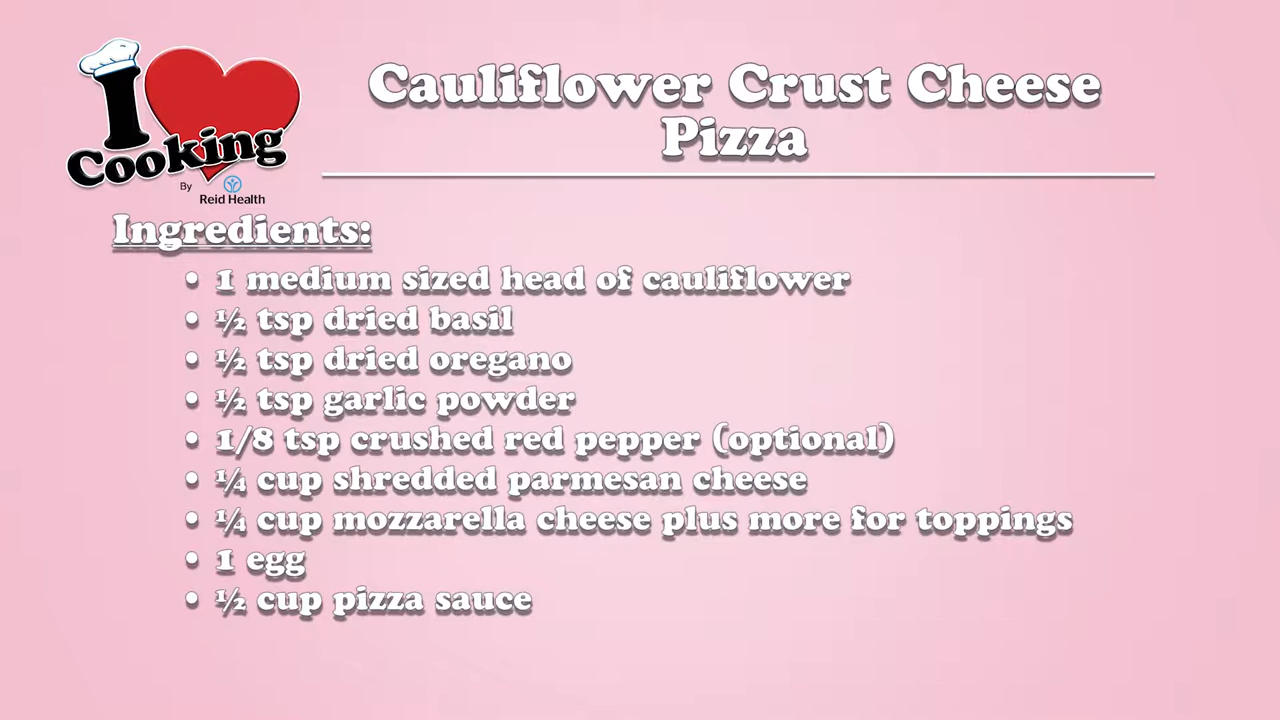 I
Cooking
By
Reid Health
Cauliflower Crust Cheese
Pizza
Ingredients:
• 1 medium sized head of cauliflower
• ½ tsp dried basil
• ½ tsp dried oregano
• ½ tsp garlic powder
• 1/8 tsp crushed red pepper (optional)
• ¼ cup shredded parmesan cheese
• ¼ cup mozzarella cheese plus more for toppings
• 1 egg
• ½ cup pizza sauce